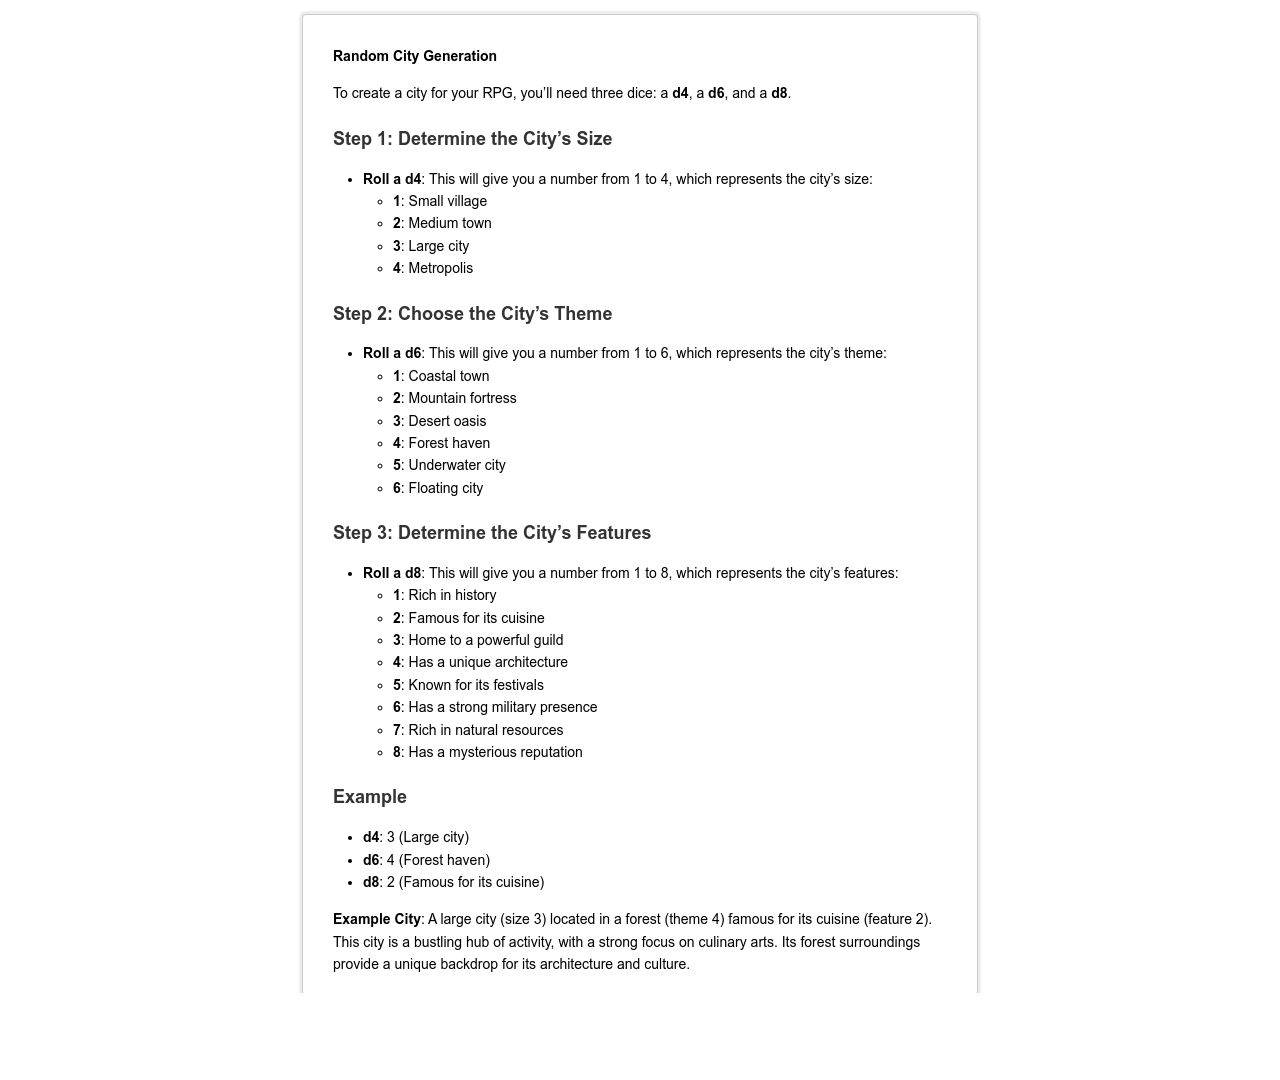 Random City Generation
To create a city for your RPG, you’ll need three dice: a d4, a d6, and a d8.
Step 1: Determine the City’s Size
Roll a d4: This will give you a number from 1 to 4, which represents the city’s size:
1: Small village
2: Medium town
3: Large city
4: Metropolis
Step 2: Choose the City’s Theme
Roll a d6: This will give you a number from 1 to 6, which represents the city’s theme:
1: Coastal town
2: Mountain fortress
3: Desert oasis
4: Forest haven
5: Underwater city
6: Floating city
Step 3: Determine the City’s Features
Roll a d8: This will give you a number from 1 to 8, which represents the city’s features:
1: Rich in history
2: Famous for its cuisine
3: Home to a powerful guild
4: Has a unique architecture
5: Known for its festivals
6: Has a strong military presence
7: Rich in natural resources
8: Has a mysterious reputation
Example
d4: 3 (Large city)
d6: 4 (Forest haven)
d8: 2 (Famous for its cuisine)
Example City: A large city (size 3) located in a forest (theme 4) famous for its cuisine (feature 2).
This city is a bustling hub of activity, with a strong focus on culinary arts. Its forest surroundings
provide a unique backdrop for its architecture and culture.